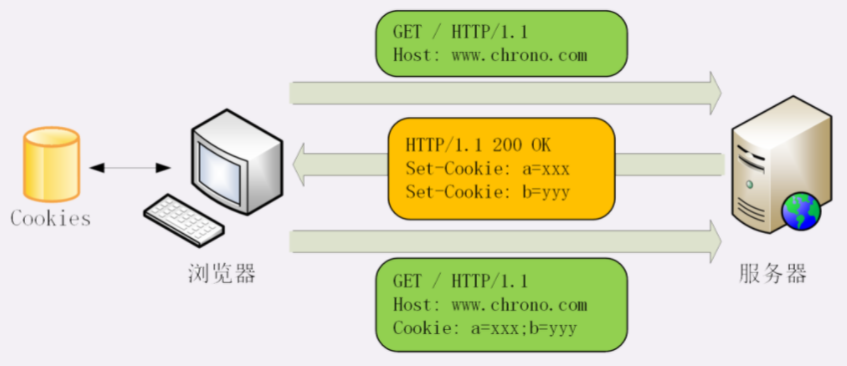 GET / HTTP/1.1
Host: www.chrono.com
HTTP/1.1 200 OK
Set-Cookie: a=xxx
Set-Cookie: b=yyy
Cookies
浏览器
服务器
GET / HTTP/1.1
Host: www.chrono.com
Cookie: a=xxx;b=yyy